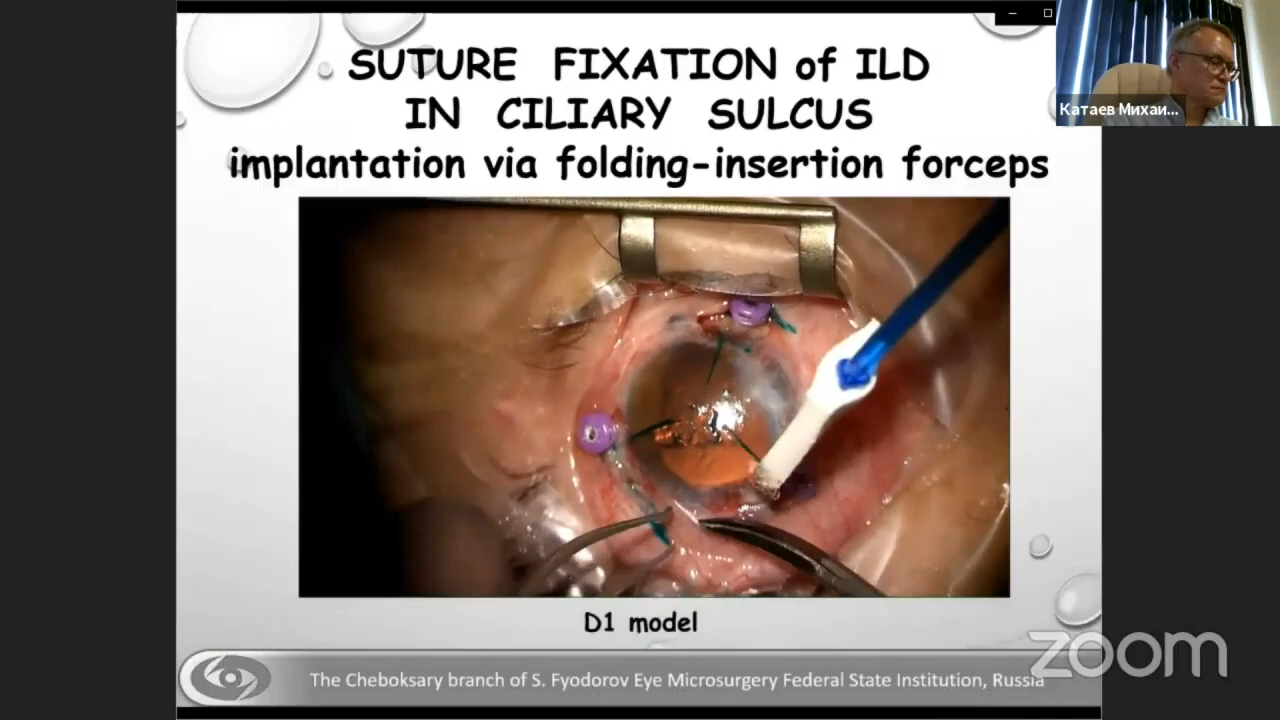 SUTURE FIXATION of ILD
IN CILIARY SULCUS
implantation via folding-insertion forceps
Катаев Михаи...
D1 model
The Cheboksary branch of S. Fyodorov Eye Microsurgery Federal State Institution, Russia
zoom